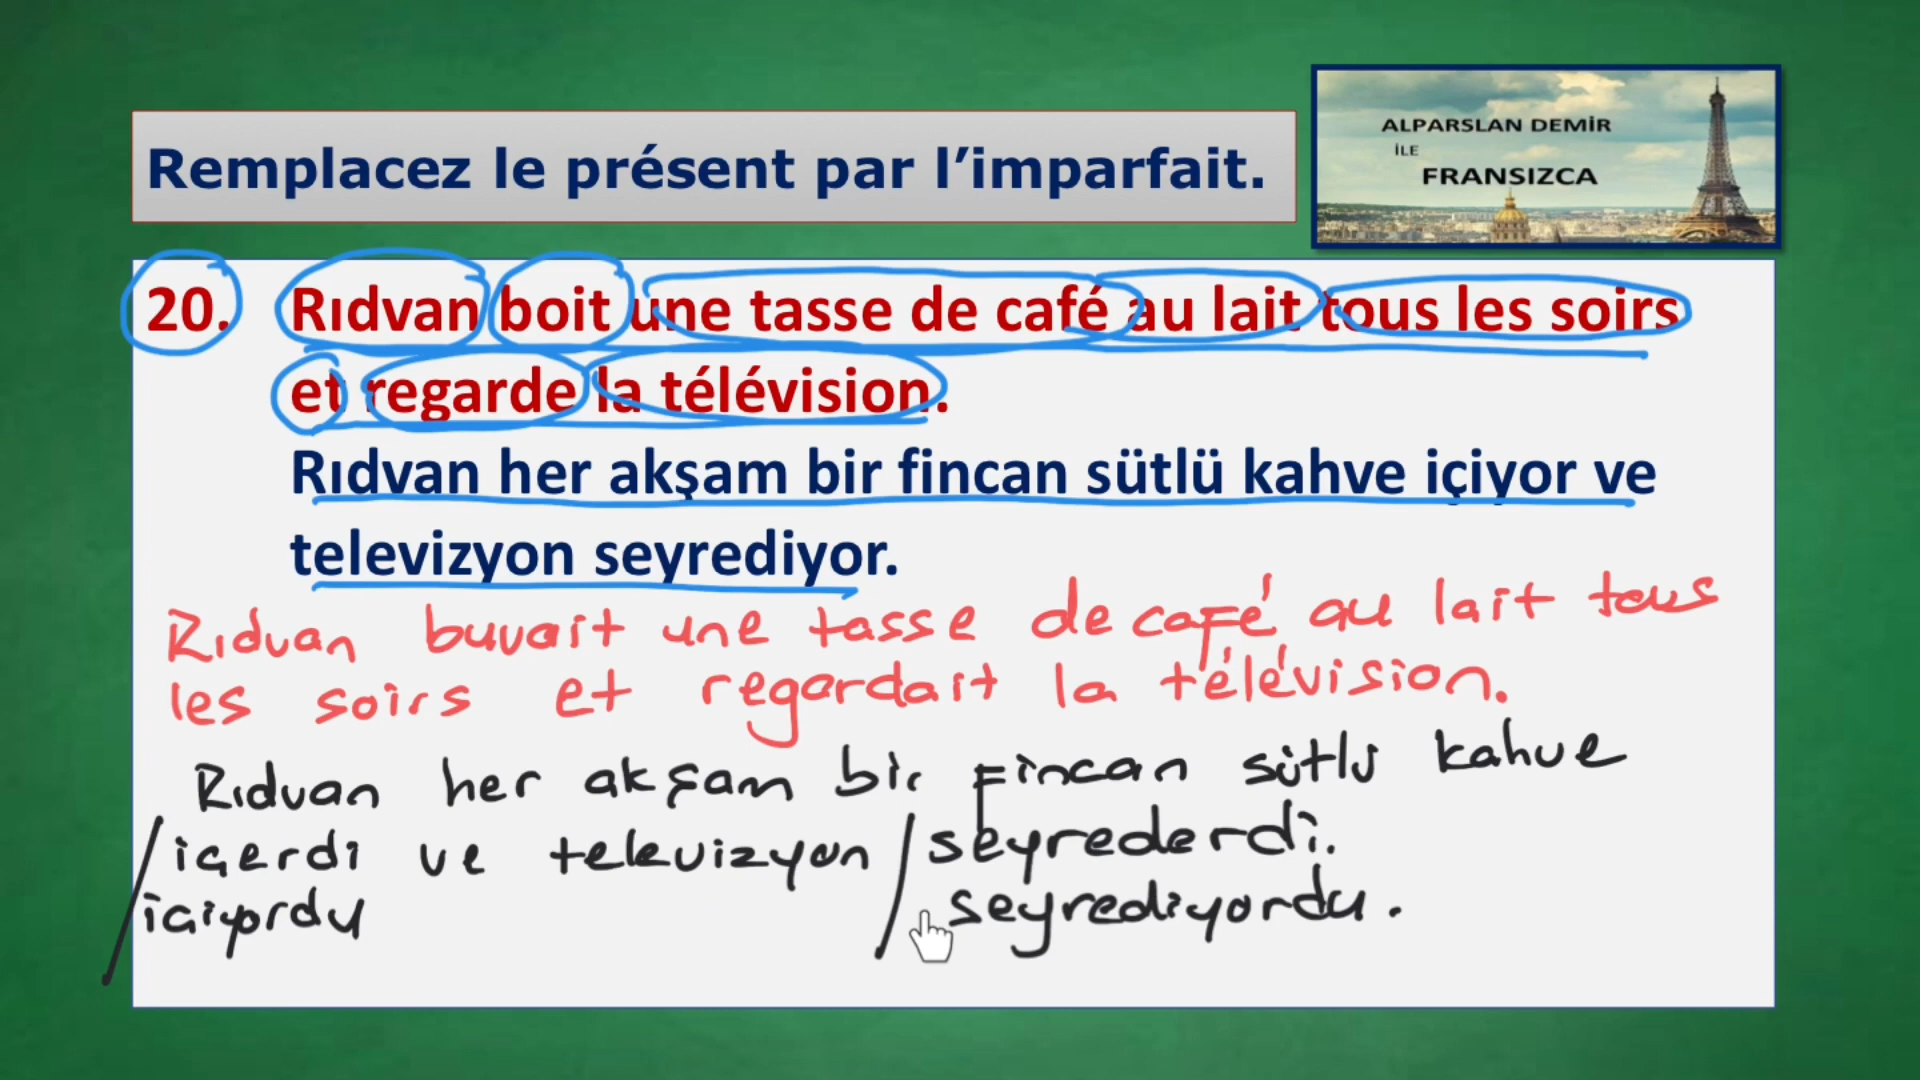 Remplacez le présent par l’imparfait.
ALPARSLAN DEMİR
İLE
FRANSIZCA
20. Rıdvan boit une tasse de café au lait tous les soirs
et regarde la télévision.
Rıdvan her akşam bir fincan sütlü kahve içiyor ve
televizyon seyrediyor.
Rıdvan buvait une tasse de café au lait tous
les soirs et regardait la télévision.
Rıdvan her akşam bir fincan sütlü kahve
/içerdi ve televizyon /seyrederdi.
içiyordu seyrediyordu.